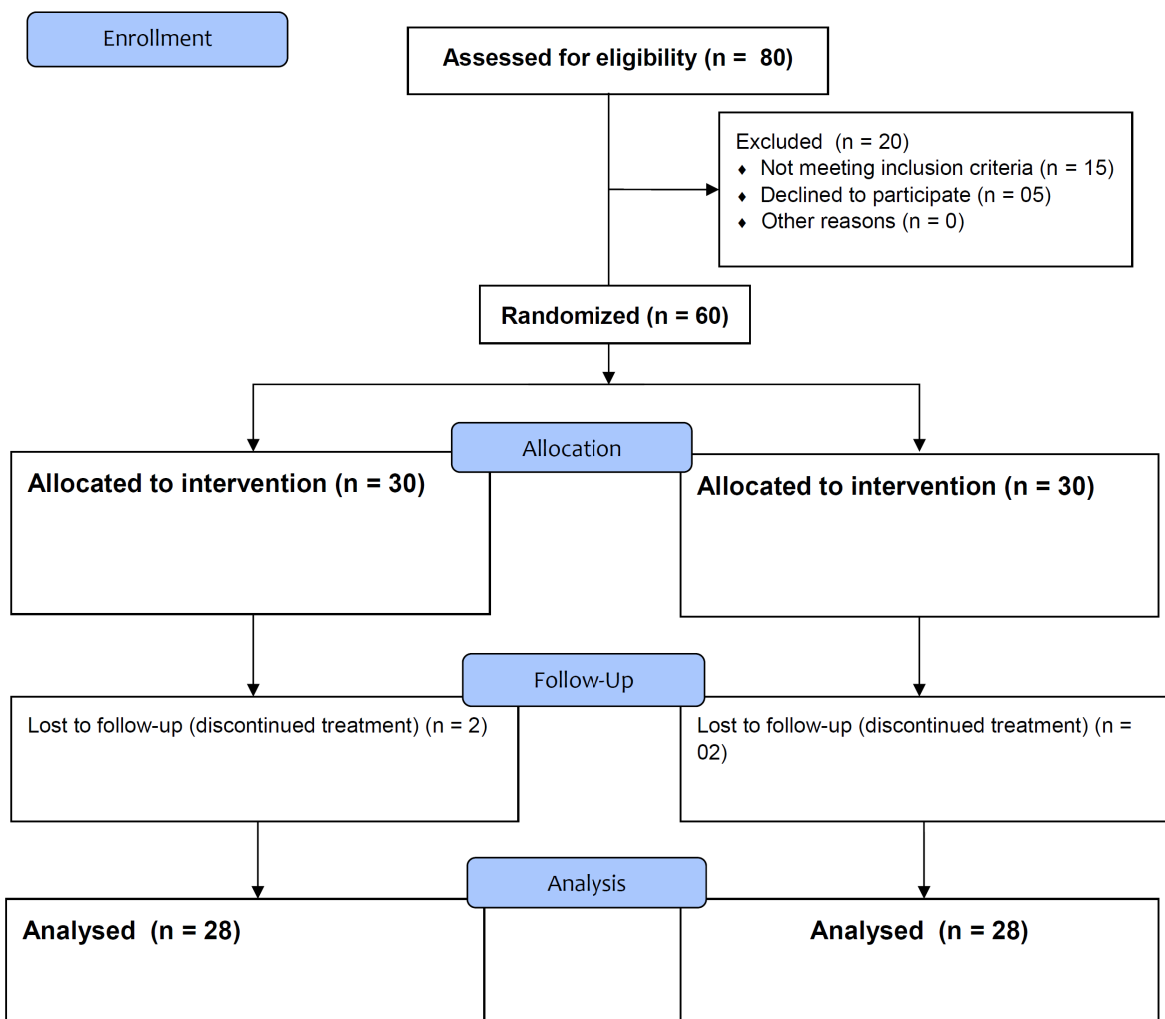 Enrollment
Assessed for eligibility (n = 80)
Excluded (n = 20)
♦ Not meeting inclusion criteria (n = 15)
♦ Declined to participate (n = 05)
♦ Other reasons (n = 0)
Randomized (n = 60)
Allocation
Allocated to intervention (n = 30)
Allocated to intervention (n = 30)
Follow-Up
Lost to follow-up (discontinued treatment) (n = 2)
Lost to follow-up (discontinued treatment) (n =
02)
Analysis
Analysed (n = 28)
Analysed (n = 28)